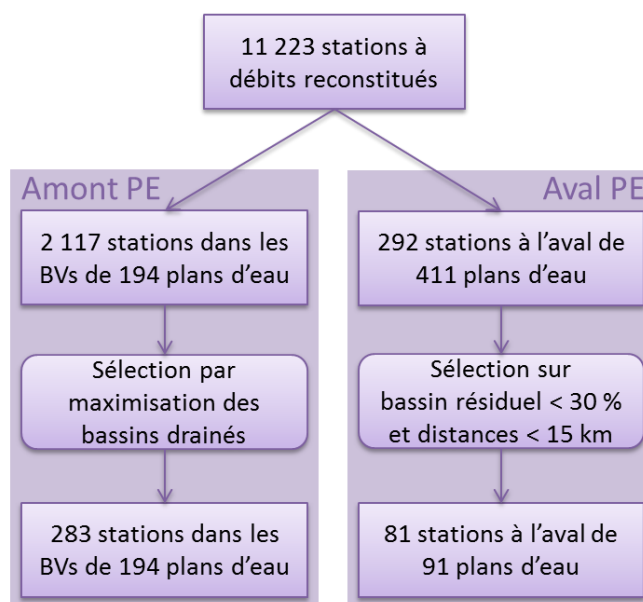 11 223 stations à
débits reconstitués
Amont PE
2 117 stations dans les
BVs de 194 plans d'eau
Sélection par
maximisation des
bassins drainés
283 stations dans les
BVs de 194 plans d'eau
Aval PE
292 stations à l'aval de
411 plans d'eau
Sélection sur
bassin résiduel < 30 %
et distances < 15 km
81 stations à l'aval de
91 plans d'eau